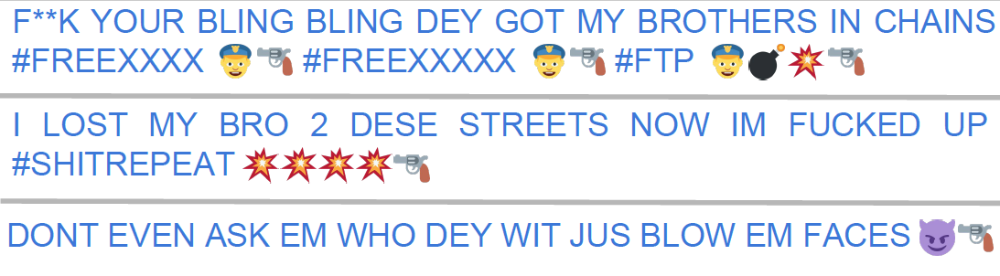 F**K YOUR BLING BLING DEY GOT MY BROTHERS IN CHAINS
#FREEXXXX 👮🔫 #FREEXXXXX 👮🔫 #FTP 👮💣💥🔫
I LOST MY BRO 2 DESE STREETS NOW IM FUCKED UP
#SHITREPEAT 💥💥💥💥🔫
DONT EVEN ASK EM WHO DEY WIT JUS BLOW EM FACES 😈🔫